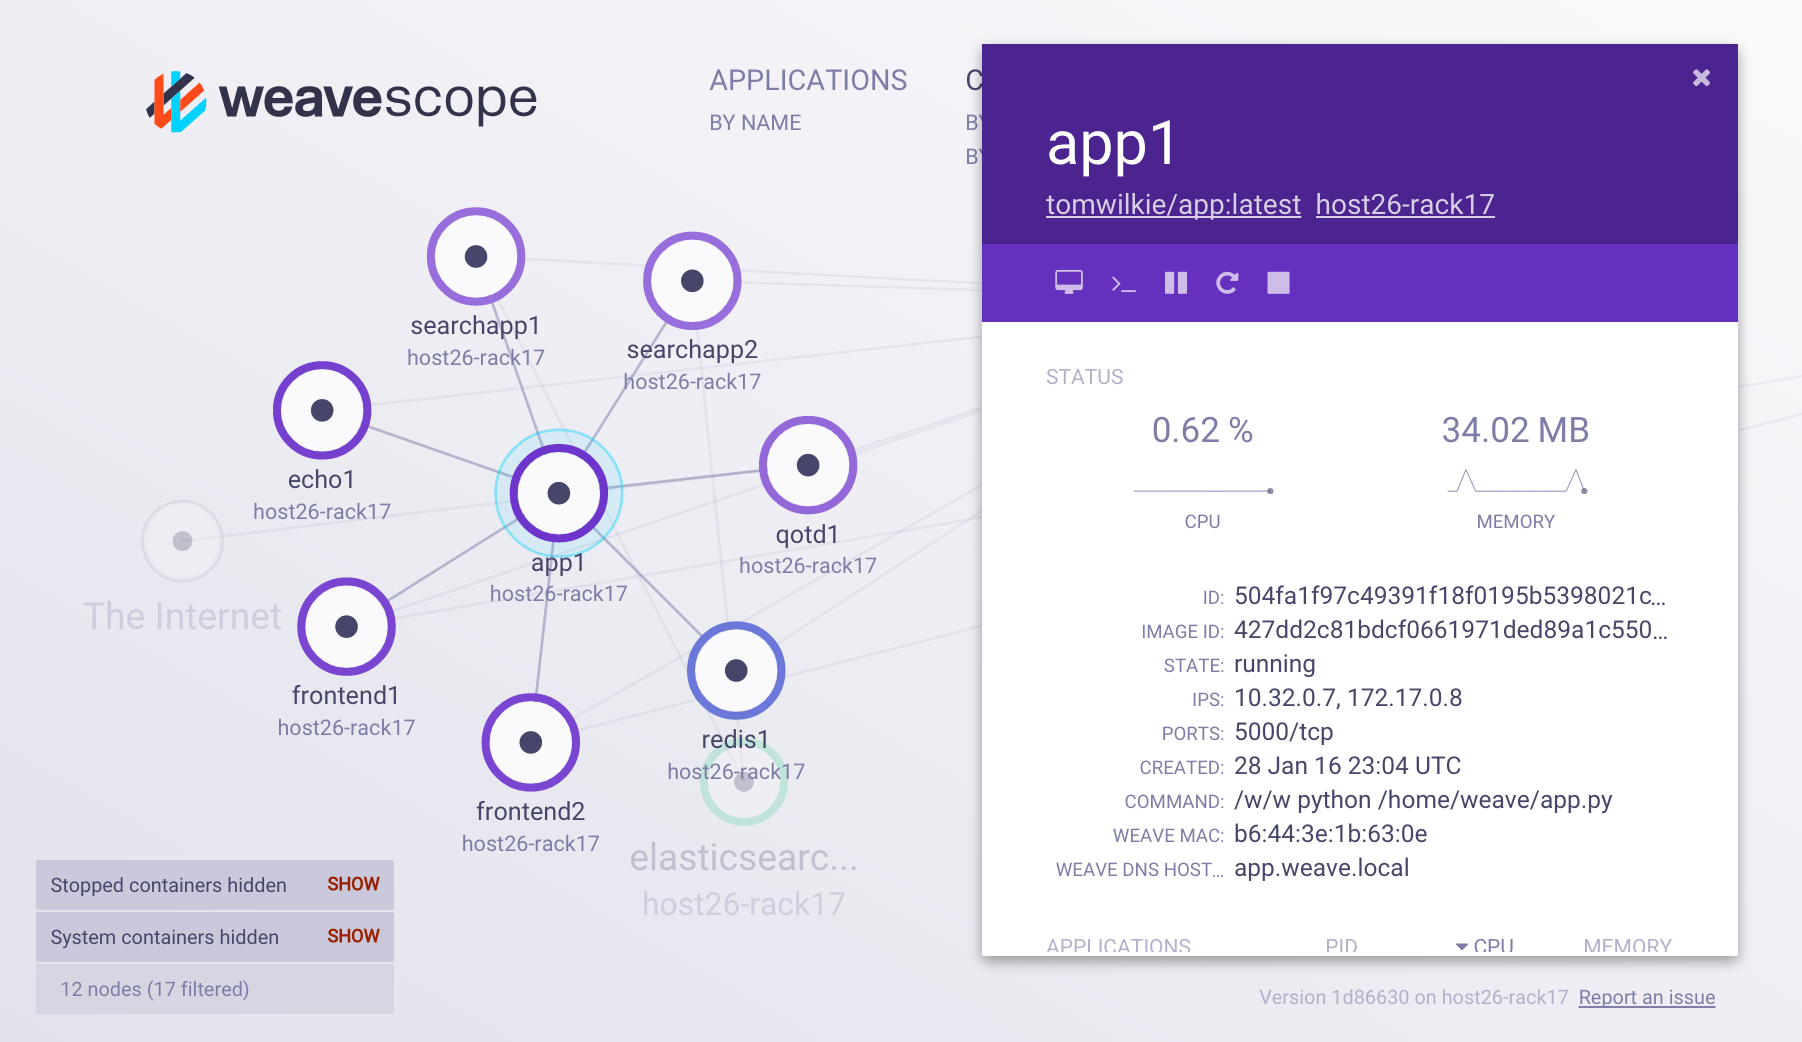 weavescope
APPLICATIONS
BY NAME
C
BY
BY
searchapp1
host26-rack17
searchapp2
host26-rack17
echo1
host26-rack17
qotd1
host26-rack17
app1
host26-rack17
The Internet
frontend1
host26-rack17
redis1
host26-rack17
frontend2
host26-rack17
elasticsearc...
host26-rack17
Stopped containers hidden SHOW
System containers hidden SHOW
12 nodes (17 filtered)
app1
tomwilkie/app:latest host26-rack17
STATUS
0.62 % 34.02 MB
CPU MEMORY
ID: 504fa1f97c49391f18f0195b5398021c...
IMAGE ID: 427dd2c81bdcf0661971ded89a1c550...
STATE: running
IPS: 10.32.0.7, 172.17.0.8
PORTS: 5000/tcp
CREATED: 28 Jan 16 23:04 UTC
COMMAND: /w/w python /home/weave/app.py
WEAVE MAC: b6:44:3e:1b:63:0e
WEAVE DNS HOST... app.weave.local
APPLICATIONS PID CPU MEMORY
Version 1d86630 on host26-rack17 Report an issue